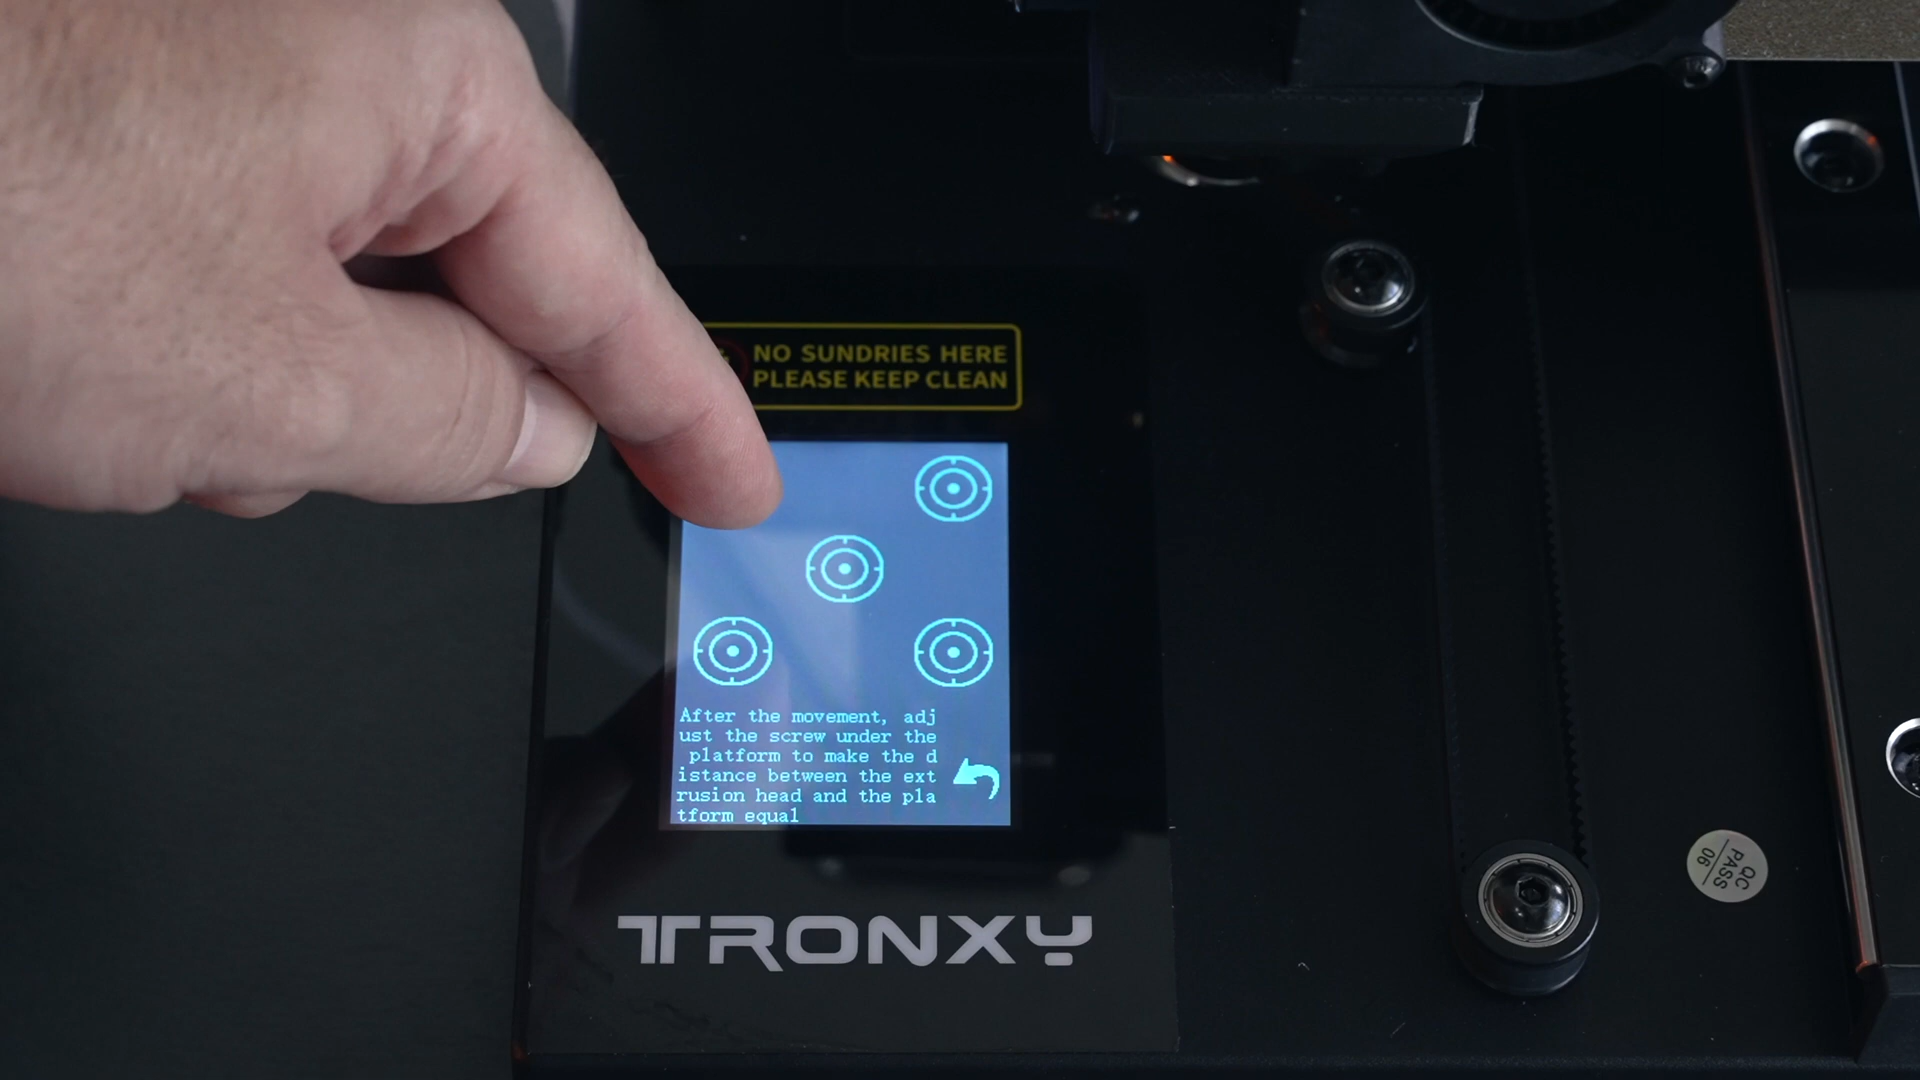 NO SUNDRIES HERE
PLEASE KEEP CLEAN
After the movement, adj
ust the screw under the
platform to make the d
istance between the ext
rusion head and the pla
tform equal
TRONXY
QC
PASS
06